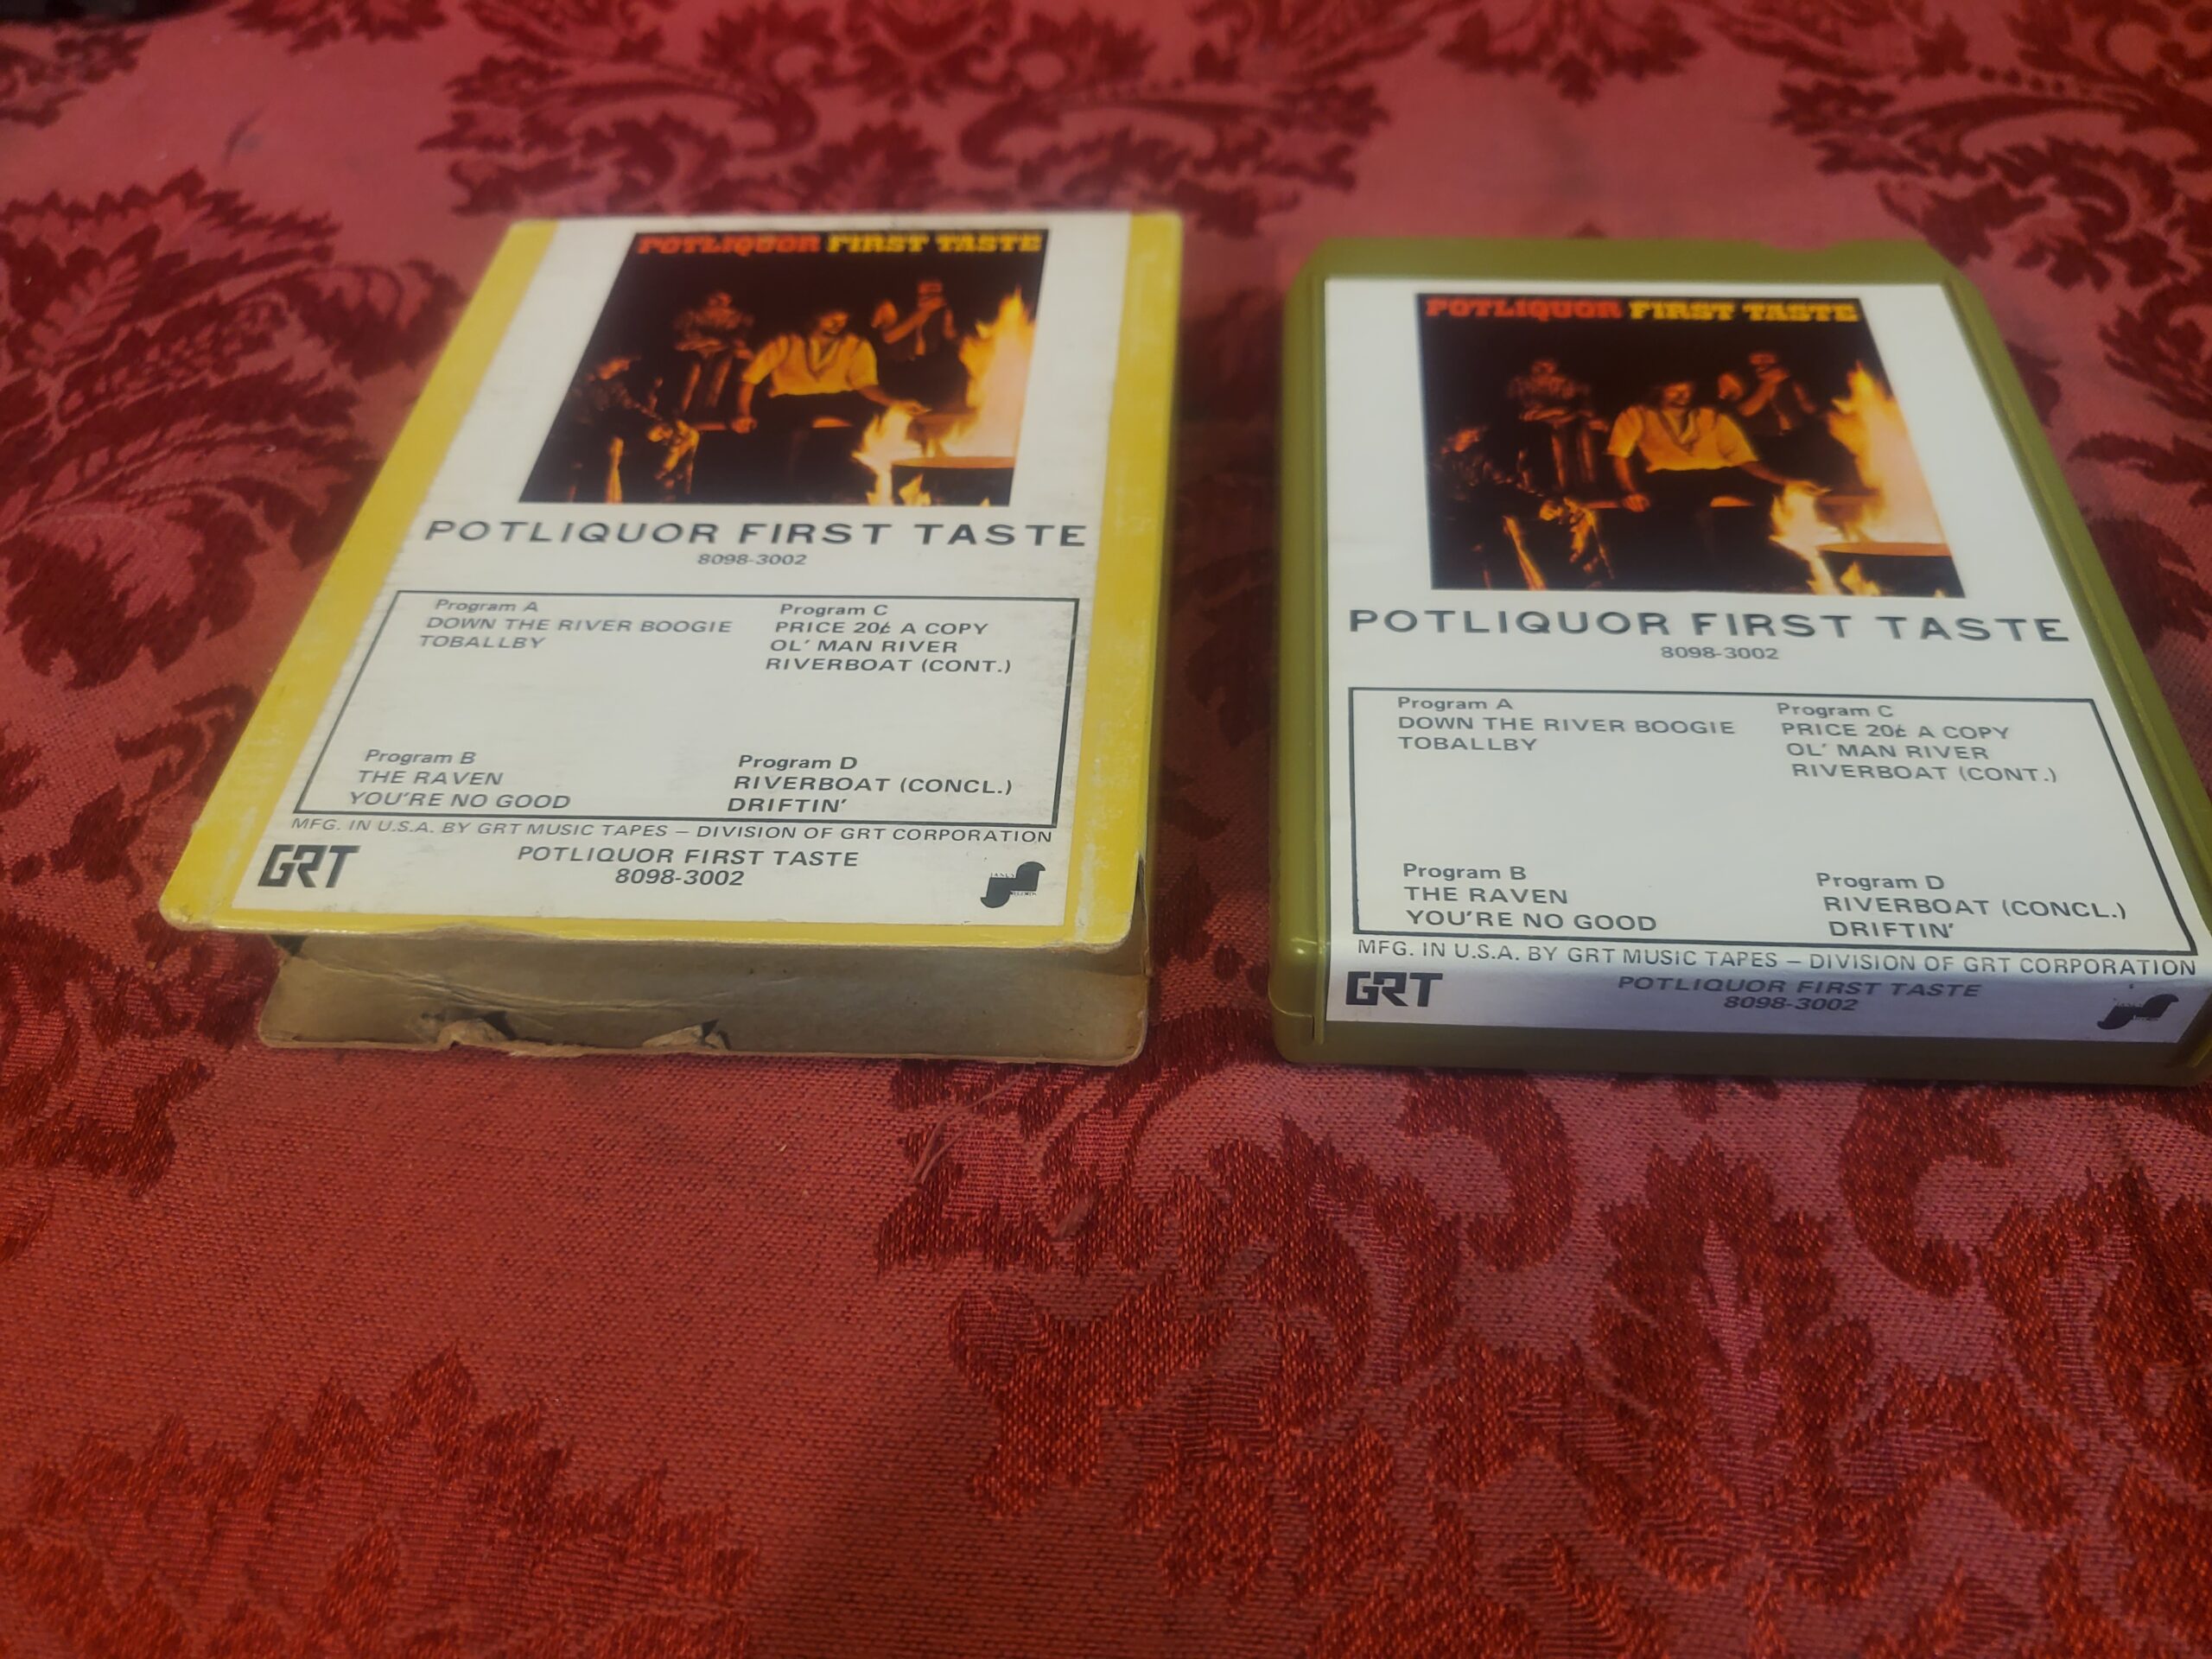 POTLIQUOR FIRST TASTE
POTLIQUOR FIRST TASTE
8098-3002
Program A
DOWN THE RIVER BOOGIE
TOBALLBY
Program C
PRICE 20¢ A COPY
OL' MAN RIVER
RIVERBOAT (CONT.)
Program B
THE RAVEN
YOU'RE NO GOOD
Program D
RIVERBOAT (CONCL.)
DRIFTIN'
MFG. IN U.S.A. BY GRT MUSIC TAPES – DIVISION OF GRT CORPORATION
GRT
POTLIQUOR FIRST TASTE
8098-3002
POTLIQUOR FIRST TASTE
POTLIQUOR FIRST TASTE
8098-3002
Program A
DOWN THE RIVER BOOGIE
TOBALLBY
Program C
PRICE 20¢ A COPY
OL' MAN RIVER
RIVERBOAT (CONT.)
Program B
THE RAVEN
YOU'RE NO GOOD
Program D
RIVERBOAT (CONCL.)
DRIFTIN'
MFG. IN U.S.A. BY GRT MUSIC TAPES – DIVISION OF GRT CORPORATION
GRT
POTLIQUOR FIRST TASTE
8098-3002